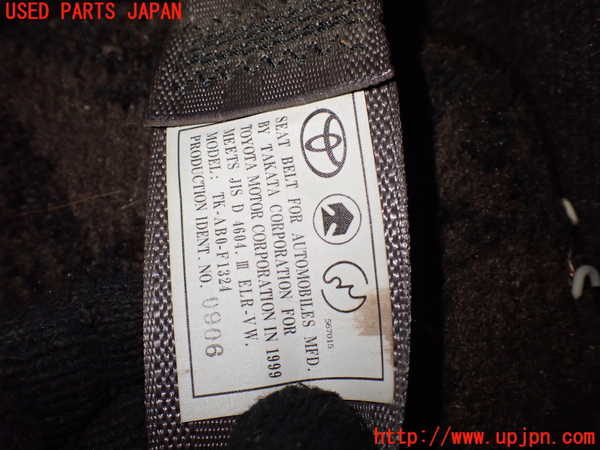 USED PARTS JAPAN
SEAT BELT FOR AUTOMOBILES MFD.
BY TAKATA CORPORATION FOR
TOYOTA MOTOR CORPORATION IN 1999
MEETS JIS D 4604 III ELR-VW.
MODEL: TK-AB0-F1324
PRODUCTION IDENT. NO. 0906
567015
http://www.upjpn.com/